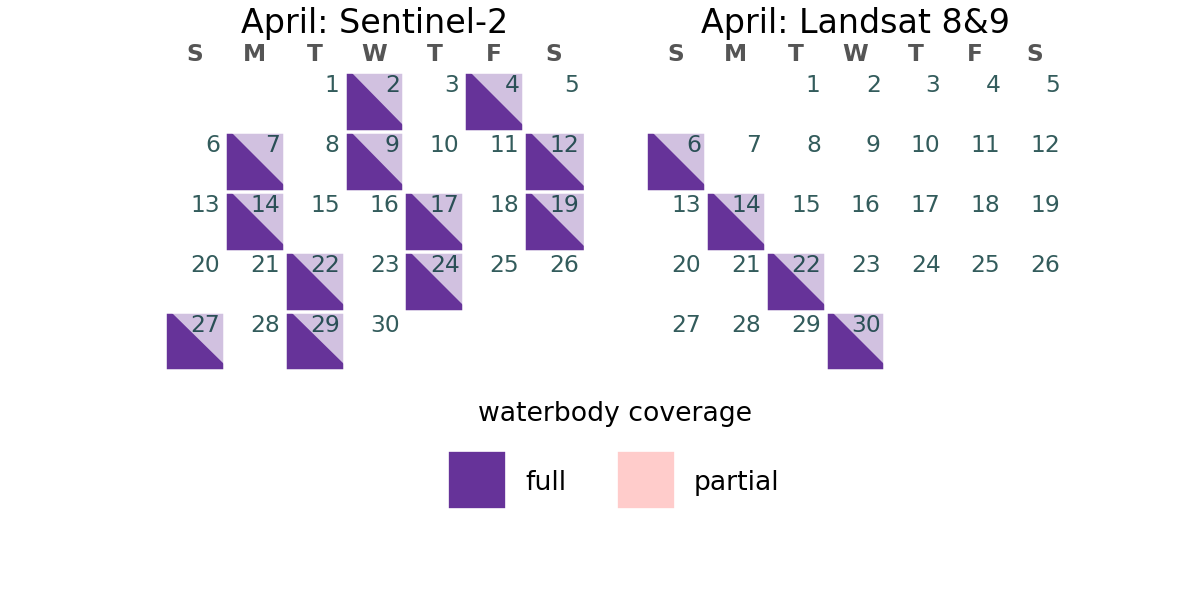 April: Sentinel-2
S M T W T F S
1 2 3 4 5
6 7 8 9 10 11 12
13 14 15 16 17 18 19
20 21 22 23 24 25 26
27 28 29 30
April: Landsat 8&9
S M T W T F S
1 2 3 4 5
6 7 8 9 10 11 12
13 14 15 16 17 18 19
20 21 22 23 24 25 26
27 28 29 30
waterbody coverage
full partial